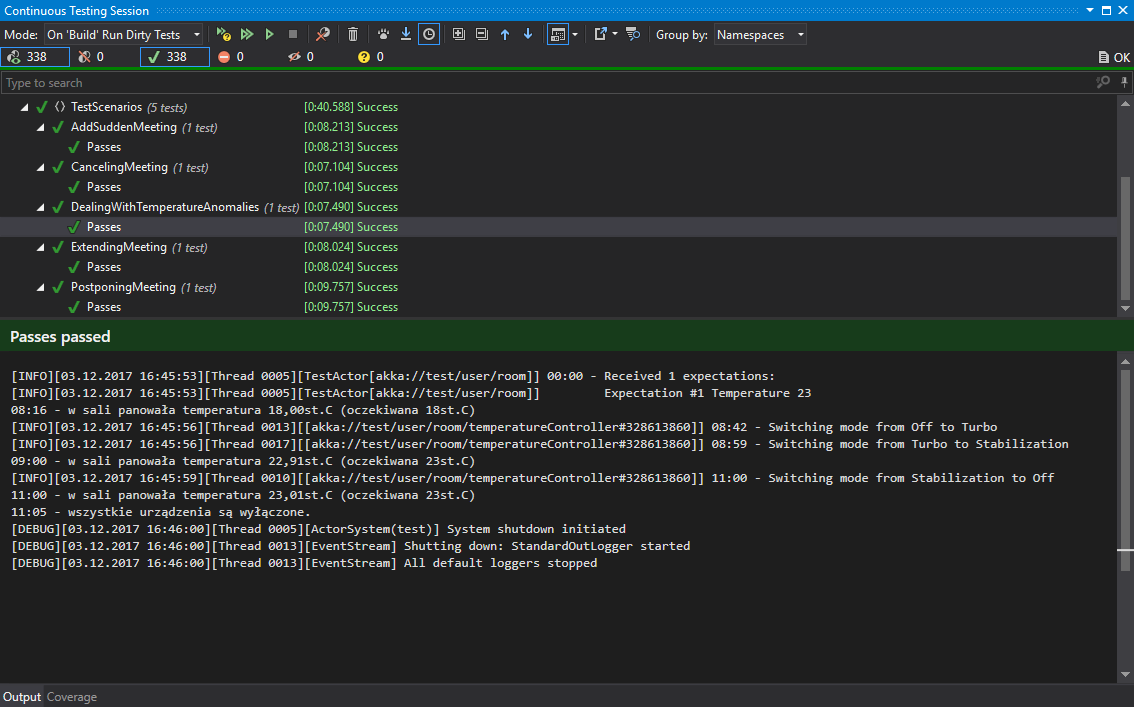 Continuous Testing Session
Mode: On 'Build' Run Dirty Tests Group by: Namespaces
338 0 338 0 0 0 OK
Type to search
TestScenarios (5 tests) [0:40.588] Success
AddSuddenMeeting (1 test) [0:08.213] Success
Passes [0:08.213] Success
CancelingMeeting (1 test) [0:07.104] Success
Passes [0:07.104] Success
DealingWithTemperatureAnomalies (1 test) [0:07.490] Success
Passes [0:07.490] Success
ExtendingMeeting (1 test) [0:08.024] Success
Passes [0:08.024] Success
PostponingMeeting (1 test) [0:09.757] Success
Passes [0:09.757] Success
Passes passed
[INFO][03.12.2017 16:45:53][Thread 0005][TestActor[akka://test/user/room]] 00:00 - Received 1 expectations:
[INFO][03.12.2017 16:45:53][Thread 0005][TestActor[akka://test/user/room]] Expectation #1 Temperature 23
08:16 - w sali panowała temperatura 18,00st.C (oczekiwana 18st.C)
[INFO][03.12.2017 16:45:56][Thread 0013][[akka://test/user/room/temperatureController#328613860]] 08:42 - Switching mode from Off to Turbo
[INFO][03.12.2017 16:45:56][Thread 0017][[akka://test/user/room/temperatureController#328613860]] 08:59 - Switching mode from Turbo to Stabilization
09:00 - w sali panowała temperatura 22,91st.C (oczekiwana 23st.C)
[INFO][03.12.2017 16:45:59][Thread 0010][[akka://test/user/room/temperatureController#328613860]] 11:00 - Switching mode from Stabilization to Off
11:00 - w sali panowała temperatura 23,01st.C (oczekiwana 23st.C)
11:05 - wszystkie urządzenia są wyłączone.
[DEBUG][03.12.2017 16:46:00][Thread 0005][ActorSystem(test)] System shutdown initiated
[DEBUG][03.12.2017 16:46:00][Thread 0013][EventStream] Shutting down: StandardOutLogger started
[DEBUG][03.12.2017 16:46:00][Thread 0013][EventStream] All default loggers stopped
Output Coverage